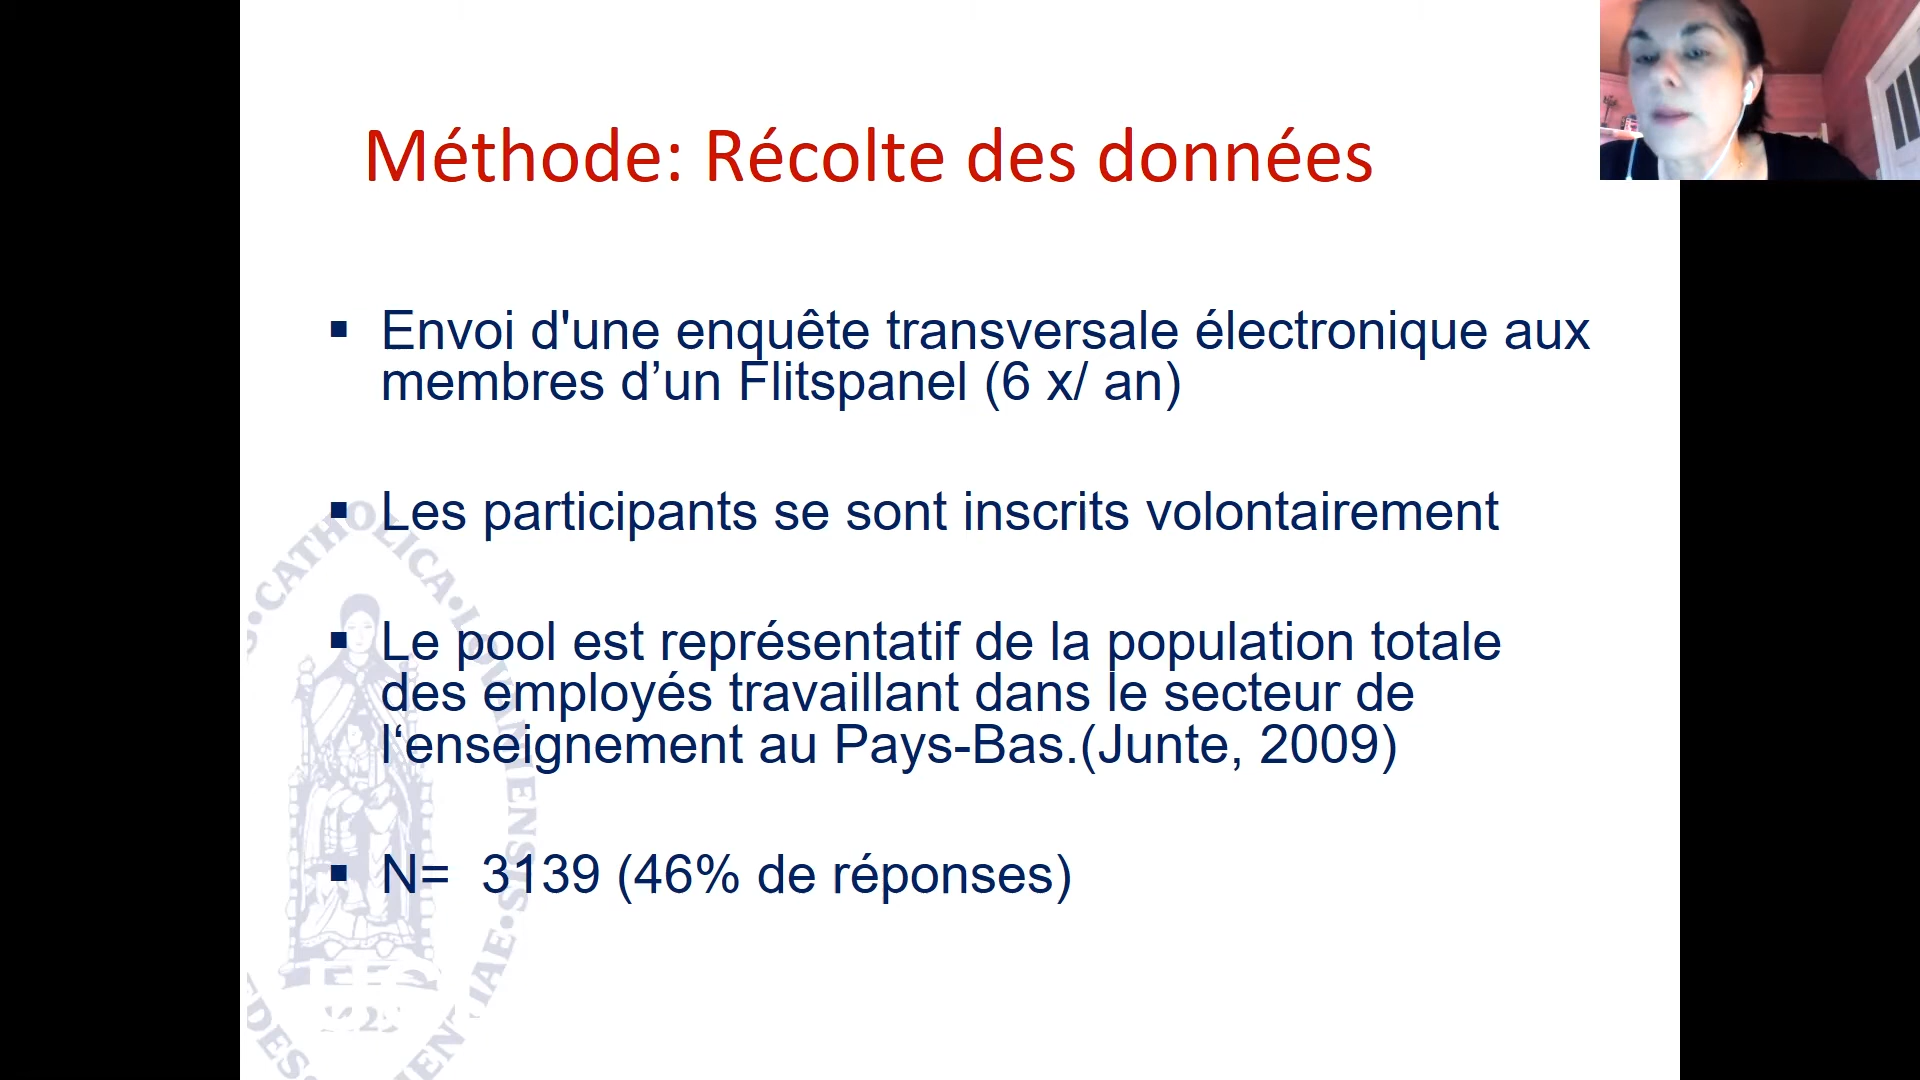 Méthode: Récolte des données
▪ Envoi d'une enquête transversale électronique aux
membres d’un Flitspanel (6 x/ an)
▪ Les participants se sont inscrits volontairement
▪ Le pool est représentatif de la population totale
des employés travaillant dans le secteur de
l‘enseignement au Pays-Bas.(Junte, 2009)
▪ N= 3139 (46% de réponses)
CATHOLICA
SEDES